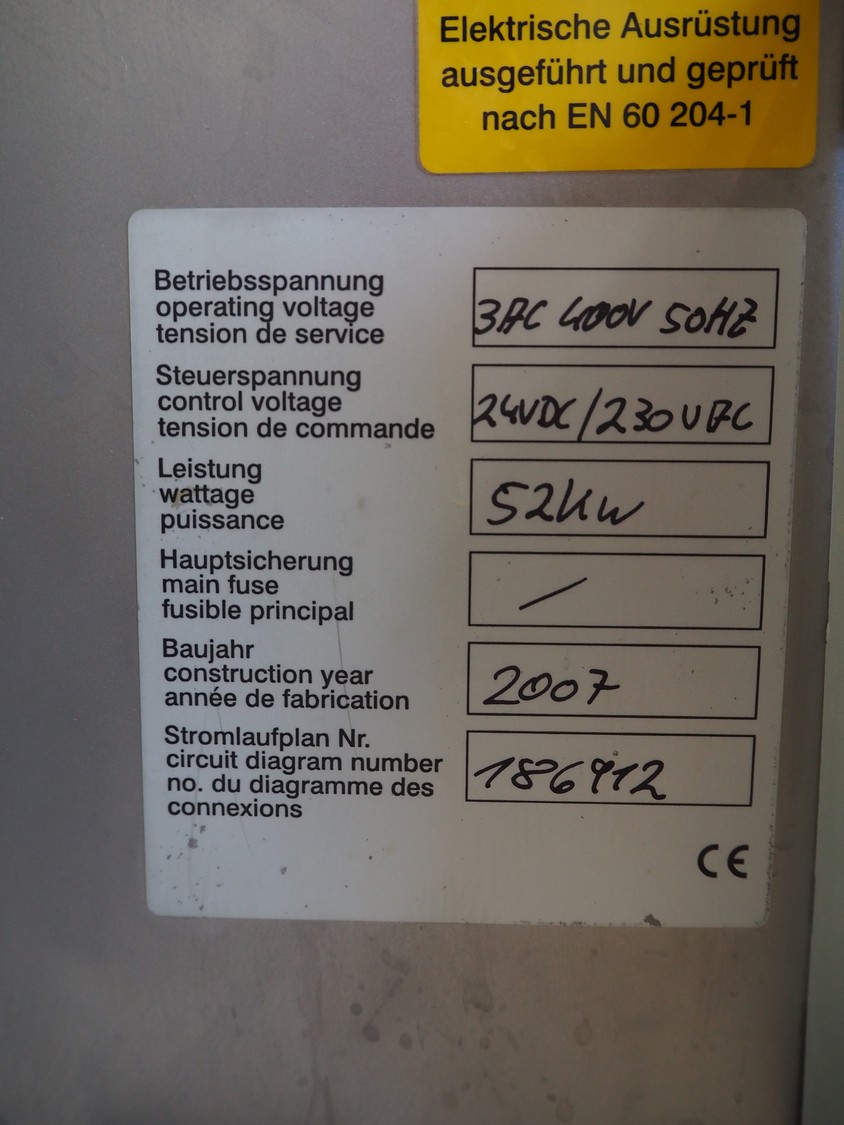 Elektrische Ausrüstung
ausgeführt und geprüft
nach EN 60 204-1
Betriebsspannung
operating voltage
tension de service
3AC 400V 50HZ
Steuerspannung
control voltage
tension de commande
24VDC/230VAC
Leistung
wattage
puissance
52kw
Hauptsicherung
main fuse
fusible principal
/
Baujahr
construction year
année de fabrication
2007
Stromlaufplan Nr.
circuit diagram number
no. du diagramme des
connexions
186912
CE